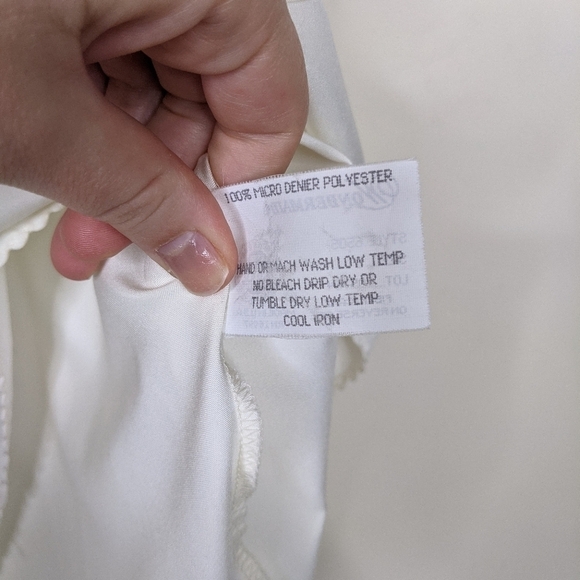 100% MICRO DENIER POLYESTER
HAND OR MACH WASH LOW TEMP
NO BLEACH DRIP DRY OR
TUMBLE DRY LOW TEMP
COOL IRON